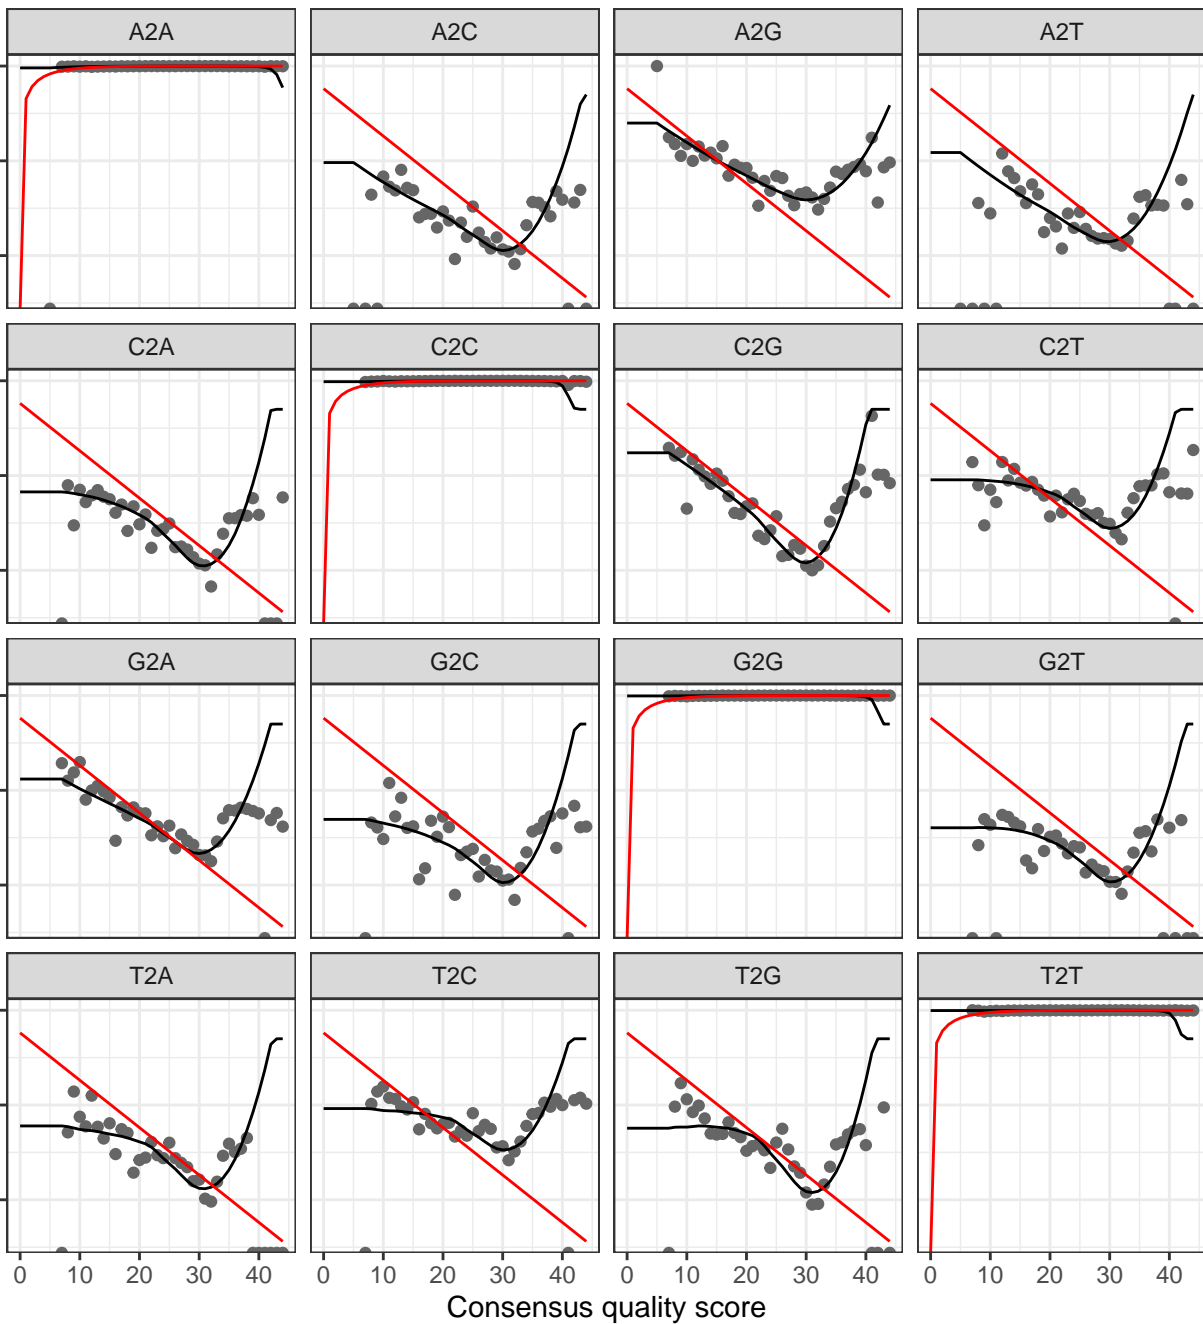 A2A A2C A2G A2T
C2A C2C C2G C2T
G2A G2C G2G G2T
T2A T2C T2G T2T
0 10 20 30 40 0 10 20 30 40 0 10 20 30 40 0 10 20 30 40
Consensus quality score